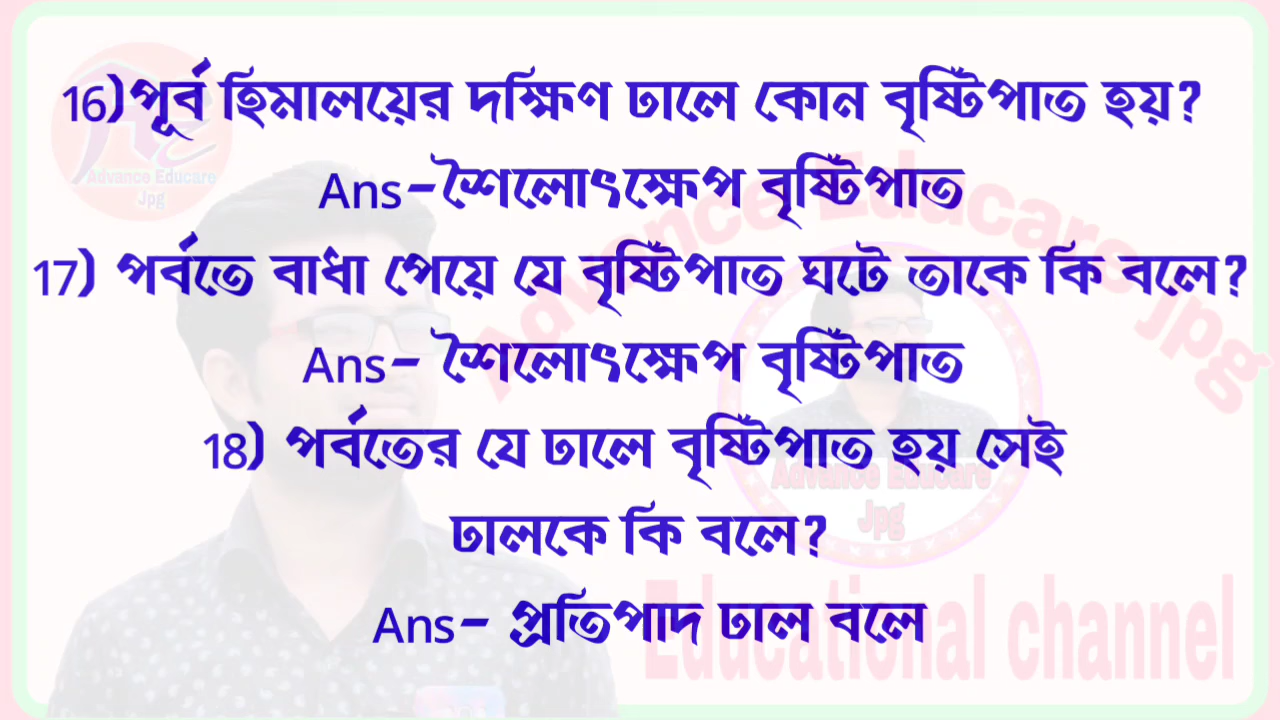 16)পূর্ব হিমালয়ের দক্ষিণ ঢালে কোন বৃষ্টিপাত হয়?
Ans-শৈলোৎক্ষেপ বৃষ্টিপাত
17) পর্বতে বাধা পেয়ে যে বৃষ্টিপাত ঘটে তাকে কি বলে?
Ans- শৈলোৎক্ষেপ বৃষ্টিপাত
18) পর্বতের যে ঢালে বৃষ্টিপাত হয় সেই
ঢালকে কি বলে?
Ans- প্রতিপাদ ঢাল বলে
Advance Educare
Jpg
Advance Educare Jpg
Advance Educare
Jpg
Educational channel